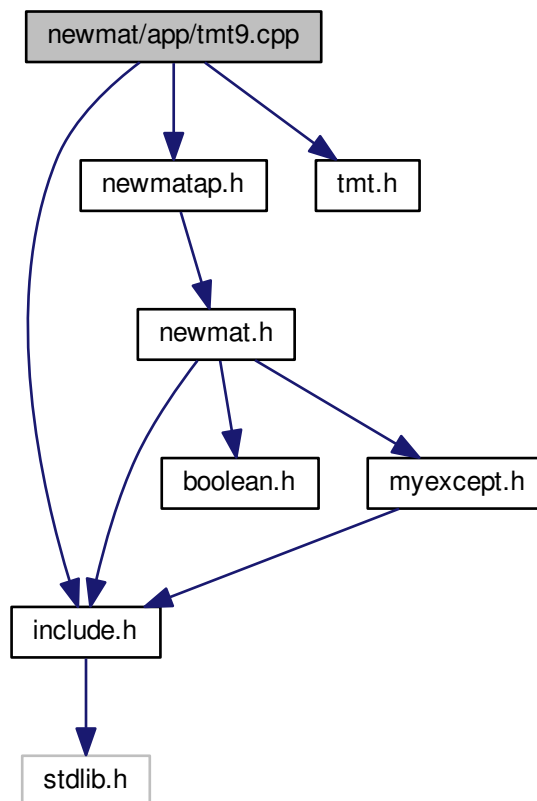 newmat/app/tmt9.cpp
newmatap.h
tmt.h
newmat.h
boolean.h
myexcept.h
include.h
stdlib.h